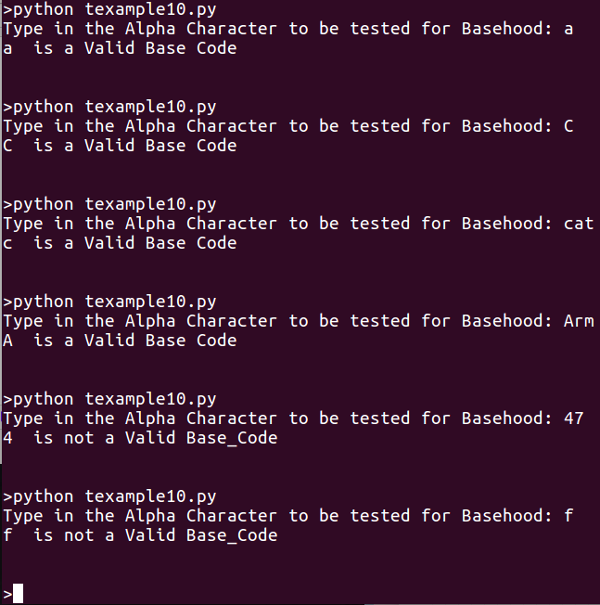 >python texample10.py
Type in the Alpha Character to be tested for Basehood: a
a  is a Valid Base Code
>python texample10.py
Type in the Alpha Character to be tested for Basehood: C
C  is a Valid Base Code
>python texample10.py
Type in the Alpha Character to be tested for Basehood: cat
c  is a Valid Base Code
>python texample10.py
Type in the Alpha Character to be tested for Basehood: Arm
A  is a Valid Base Code
>python texample10.py
Type in the Alpha Character to be tested for Basehood: 47
4  is not a Valid Base_Code
>python texample10.py
Type in the Alpha Character to be tested for Basehood: f
f  is not a Valid Base_Code
>